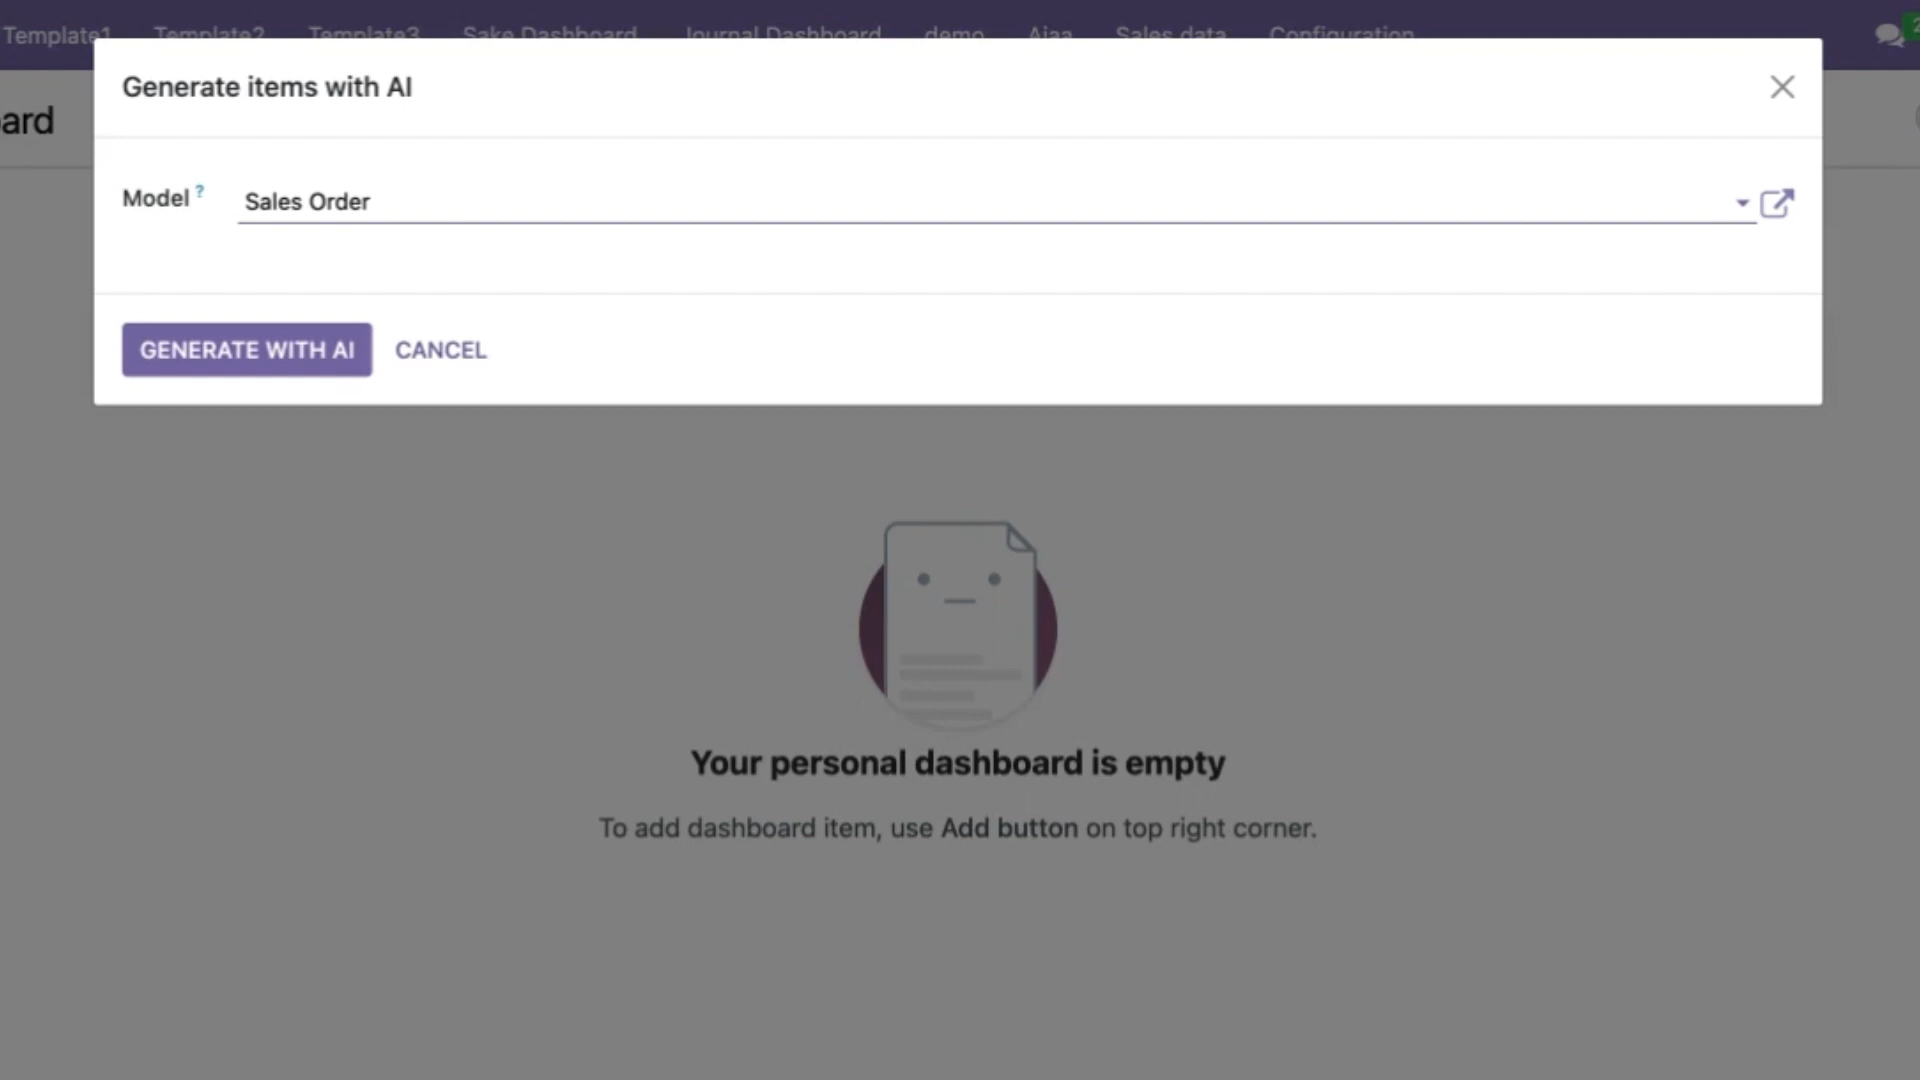 Template1 Template2 Template3 Sake Dashboard Journal Dashboard demo Ajaa Sales data Configuration
Generate items with AI
ard
Model ? Sales Order
GENERATE WITH AI CANCEL
Your personal dashboard is empty
To add dashboard item, use Add button on top right corner.